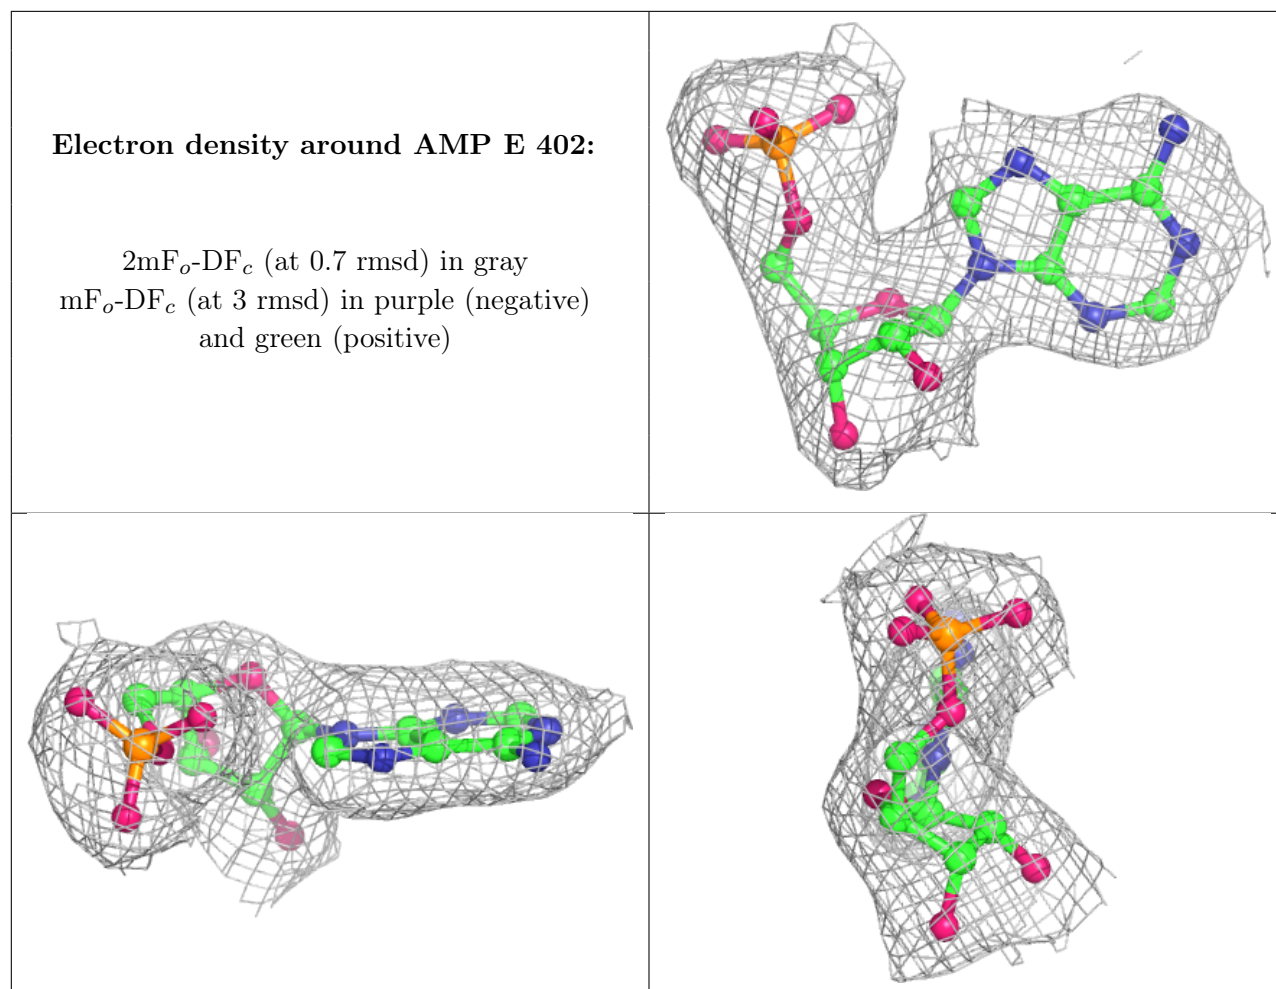 Electron density around AMP E 402:
2mFₒ-DF𝒸 (at 0.7 rmsd) in gray
mFₒ-DF𝒸 (at 3 rmsd) in purple (negative)
and green (positive)